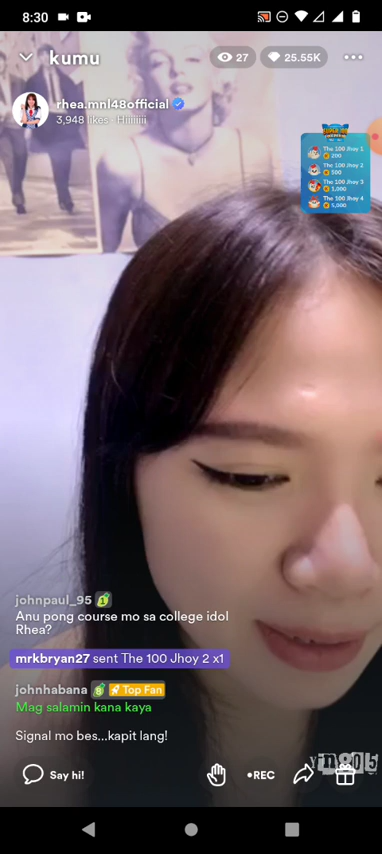 8:30
kumu
27
25.55K
rhea.mnl48official
3,948 likes · Hiiiiiiii
The 100 Jhoy 1
200
The 100 Jhoy 2
500
The 100 Jhoy 3
1,000
The 100 Jhoy 4
5,000
johnpaul_95 1
Anu pong course mo sa college idol
Rhea?
mrkbryan27 sent The 100 Jhoy 2 x1
johnhabana 8 Top Fan
Mag salamin kana kaya
Signal mo bes...kapit lang!
Say hi!
•REC